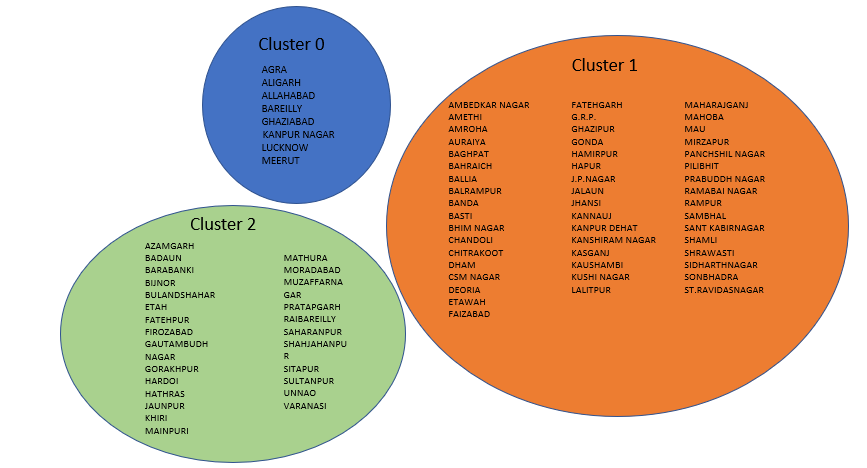 Cluster 0
AGRA
ALIGARH
ALLAHABAD
BAREILLY
GHAZIABAD
KANPUR NAGAR
LUCKNOW
MEERUT
Cluster 1
AMBEDKAR NAGAR
AMETHI
AMROHA
AURAIYA
BAGHPAT
BAHRAICH
BALLIA
BALRAMPUR
BANDA
BASTI
BHIM NAGAR
CHANDOLI
CHITRAKOOT
DHAM
CSM NAGAR
DEORIA
ETAWAH
FAIZABAD
FATEHGARH
G.R.P.
GHAZIPUR
GONDA
HAMIRPUR
HAPUR
J.P.NAGAR
JALAUN
JHANSI
KANNAUJ
KANPUR DEHAT
KANSHIRAM NAGAR
KASGANJ
KAUSHAMBI
KUSHI NAGAR
LALITPUR
MAHARAJGANJ
MAHOBA
MAU
MIRZAPUR
PANCHSHIL NAGAR
PILIBHIT
PRABUDDH NAGAR
RAMABAI NAGAR
RAMPUR
SAMBHAL
SANT KABIRNAGAR
SHAMLI
SHRAWASTI
SIDHARTHNAGAR
SONBHADRA
ST.RAVIDASNAGAR
Cluster 2
AZAMGARH
BADAUN
BARABANKI
BIJNOR
BULANDSHAHAR
ETAH
FATEHPUR
FIROZABAD
GAUTAMBUDH
NAGAR
GORAKHPUR
HARDOI
HATHRAS
JAUNPUR
KHIRI
MAINPURI
MATHURA
MORADABAD
MUZAFFARNA
GAR
PRATAPGARH
RAIBAREILLY
SAHARANPUR
SHAHJAHANPU
R
SITAPUR
SULTANPUR
UNNAO
VARANASI